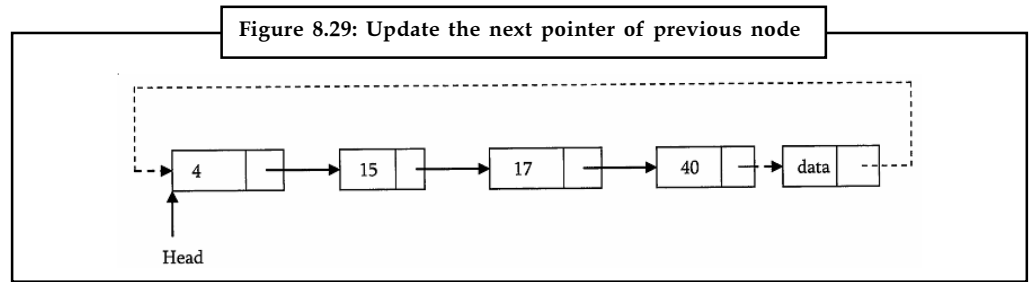 Figure 8.29: Update the next pointer of previous node
4 15 17 40 data
Head